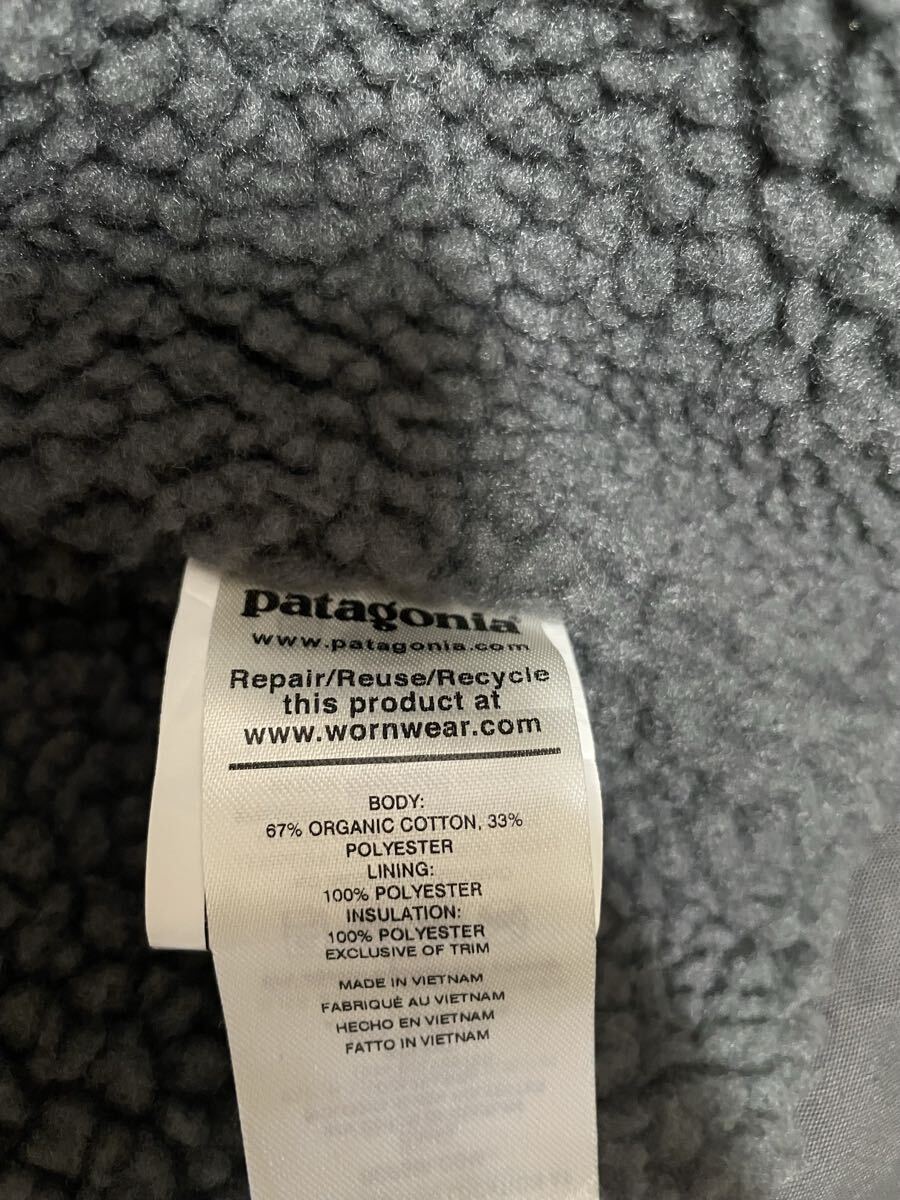 patagonia
www.patagonia.com
Repair/Reuse/Recycle
this product at
www.wornwear.com
BODY:
67% ORGANIC COTTON, 33%
POLYESTER
LINING:
100% POLYESTER
INSULATION:
100% POLYESTER
EXCLUSIVE OF TRIM
MADE IN VIETNAM
FABRIQUÉ AU VIETNAM
HECHO EN VIETNAM
FATTO IN VIETNAM